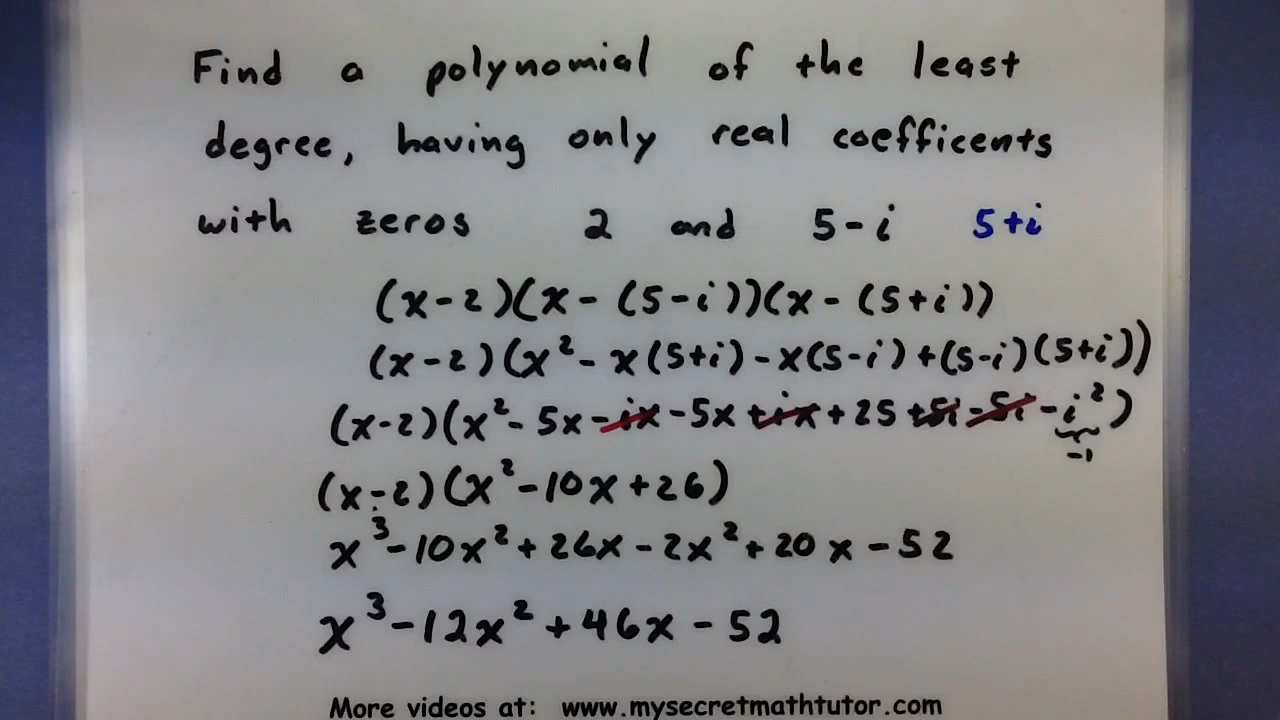 Find a polynomial of the least
degree, having only real coefficents
with zeros 2 and 5-i 5+i
(x-2)(x-(5-i))(x-(5+i))
(x-2)(x²-x(5+i)-x(5-i)+(5-i)(5+i))
(x-2)(x²-5x-ix-5x+ix+25+5i-5i-i²)
-1
(x-2)(x²-10x+26)
x³-10x²+26x-2x²+20x-52
x³-12x²+46x-52
More videos at: www.mysecretmathtutor.com